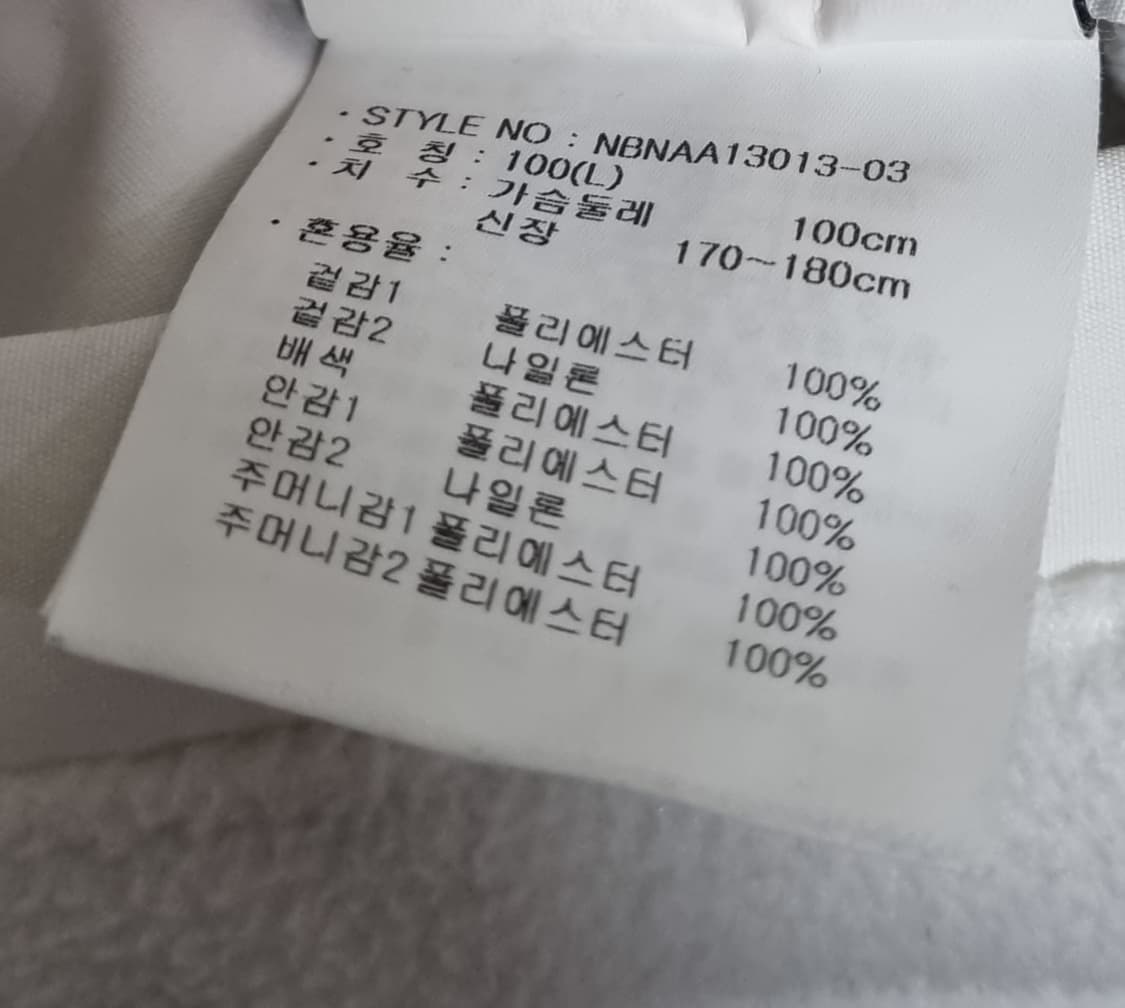 · STYLE NO : NBNAA13013-03
· 호 칭 : 100(L)
· 치 수 : 가슴둘레 100cm
신장 170~180cm
· 혼용율 :
겉감1 폴리에스터 100%
겉감2 나일론 100%
배색 폴리에스터 100%
안감1 폴리에스터 100%
안감2 나일론 100%
주머니감1 폴리에스터 100%
주머니감2 폴리에스터 100%